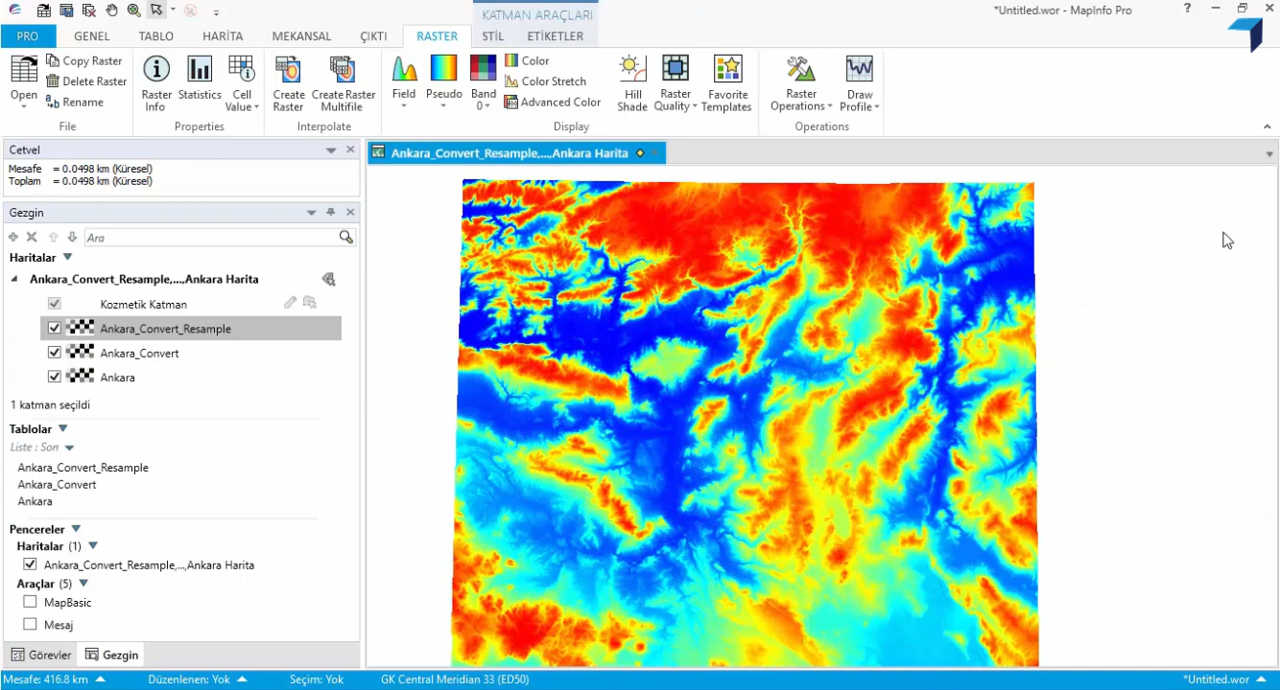 KATMAN ARAÇLARI
*Untitled.wor - MapInfo Pro
?
PRO GENEL TABLO HARİTA MEKANSAL ÇIKTI RASTER STİL ETİKETLER
Open
Copy Raster
Delete Raster
Rename
File
Raster Info
Statistics
Cell Value
Properties
Create Raster
Create Raster Multifile
Interpolate
Field
Pseudo
Band 0
Color
Color Stretch
Advanced Color
Hill Shade
Raster Quality
Favorite Templates
Display
Raster Operations
Draw Profile
Operations
Cetvel
Mesafe = 0.0498 km (Küresel)
Toplam = 0.0498 km (Küresel)
Gezgin
Ara
Haritalar
Ankara_Convert_Resample,...,Ankara Harita
Kozmetik Katman
Ankara_Convert_Resample
Ankara_Convert
Ankara
1 katman seçildi
Tablolar
Liste : Son
Ankara_Convert_Resample
Ankara_Convert
Ankara
Pencereler
Haritalar (1)
Ankara_Convert_Resample,...,Ankara Harita
Araçlar (5)
MapBasic
Mesaj
Görevler Gezgin
Ankara_Convert_Resample,...,Ankara Harita
Mesafe: 416.8 km Düzenlenen: Yok Seçim: Yok GK Central Meridian 33 (ED50) *Untitled.wor